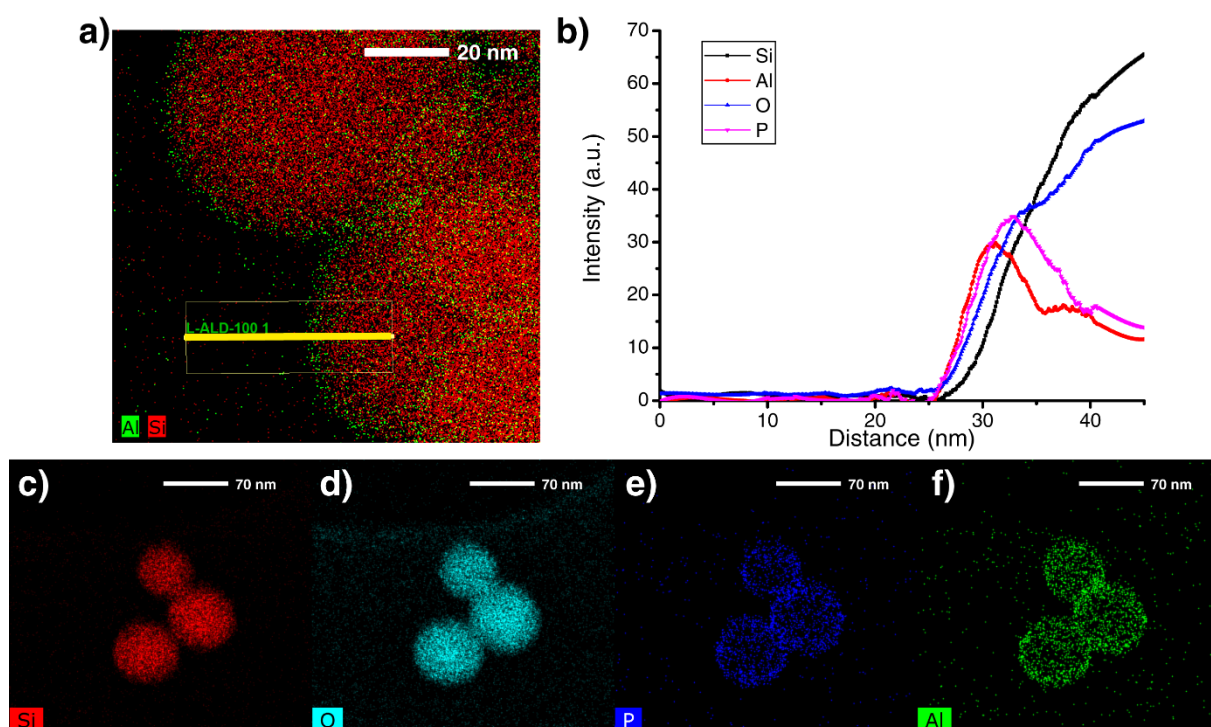 a)
20 nm
L-ALD-100 1
Al Si
b)
Intensity (a.u.)
70
60
50
40
30
20
10
0
Si
Al
O
P
0 10 20 30 40
Distance (nm)
c)
70 nm
Si
d)
70 nm
O
e)
70 nm
P
f)
70 nm
Al